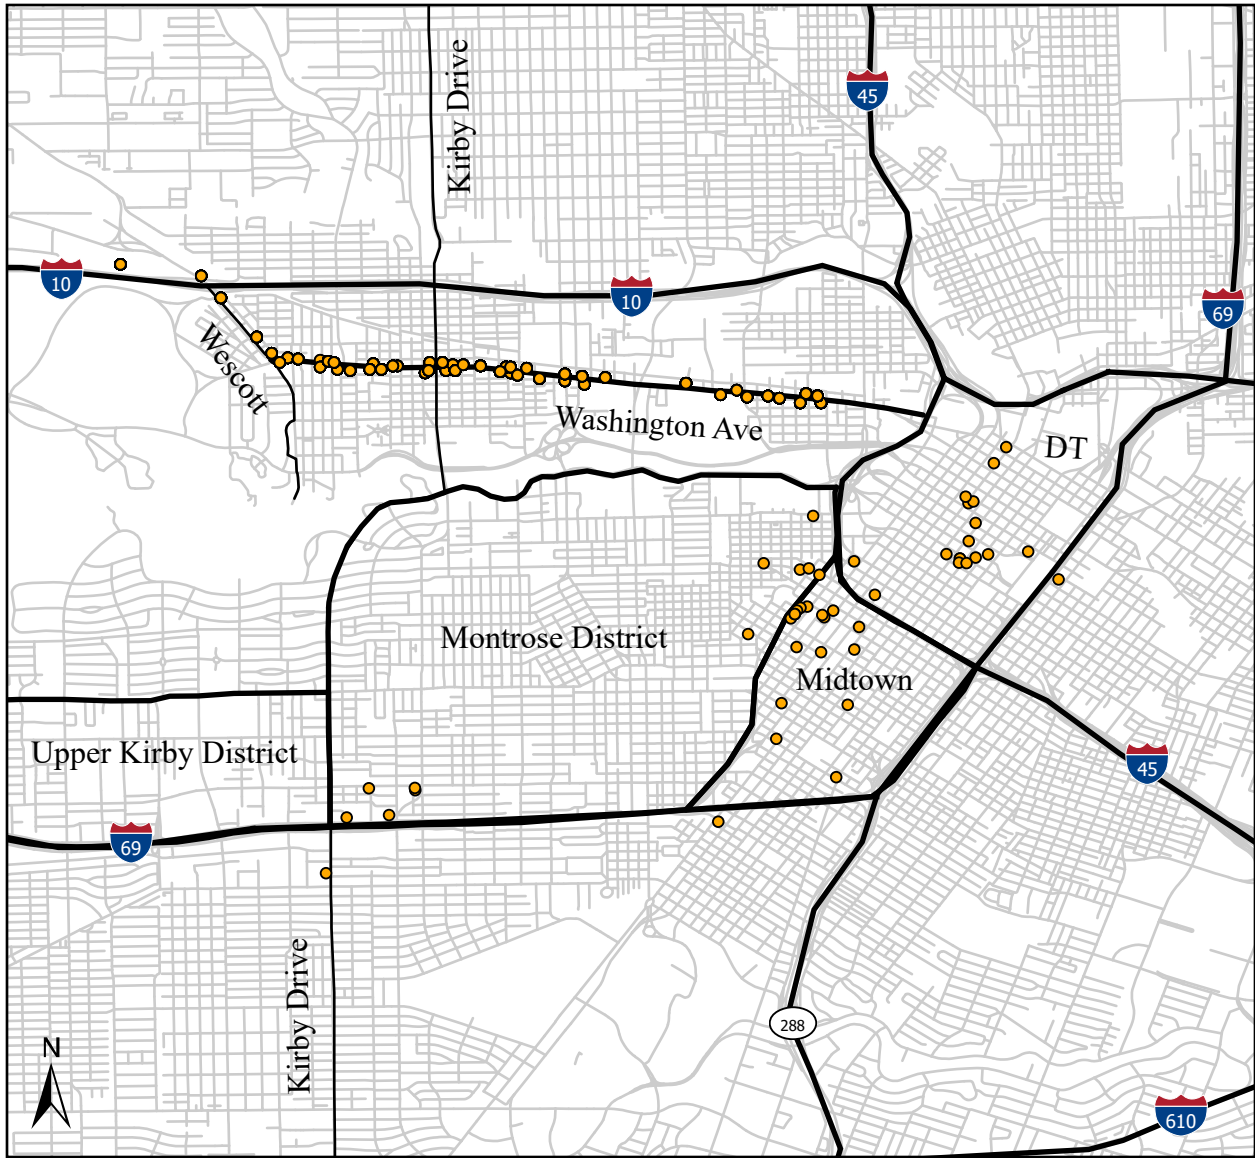 Kirby Drive
45
10
10
69
Wescott
Washington Ave
DT
Montrose District
Midtown
Upper Kirby District
45
69
Kirby Drive
288
N
610